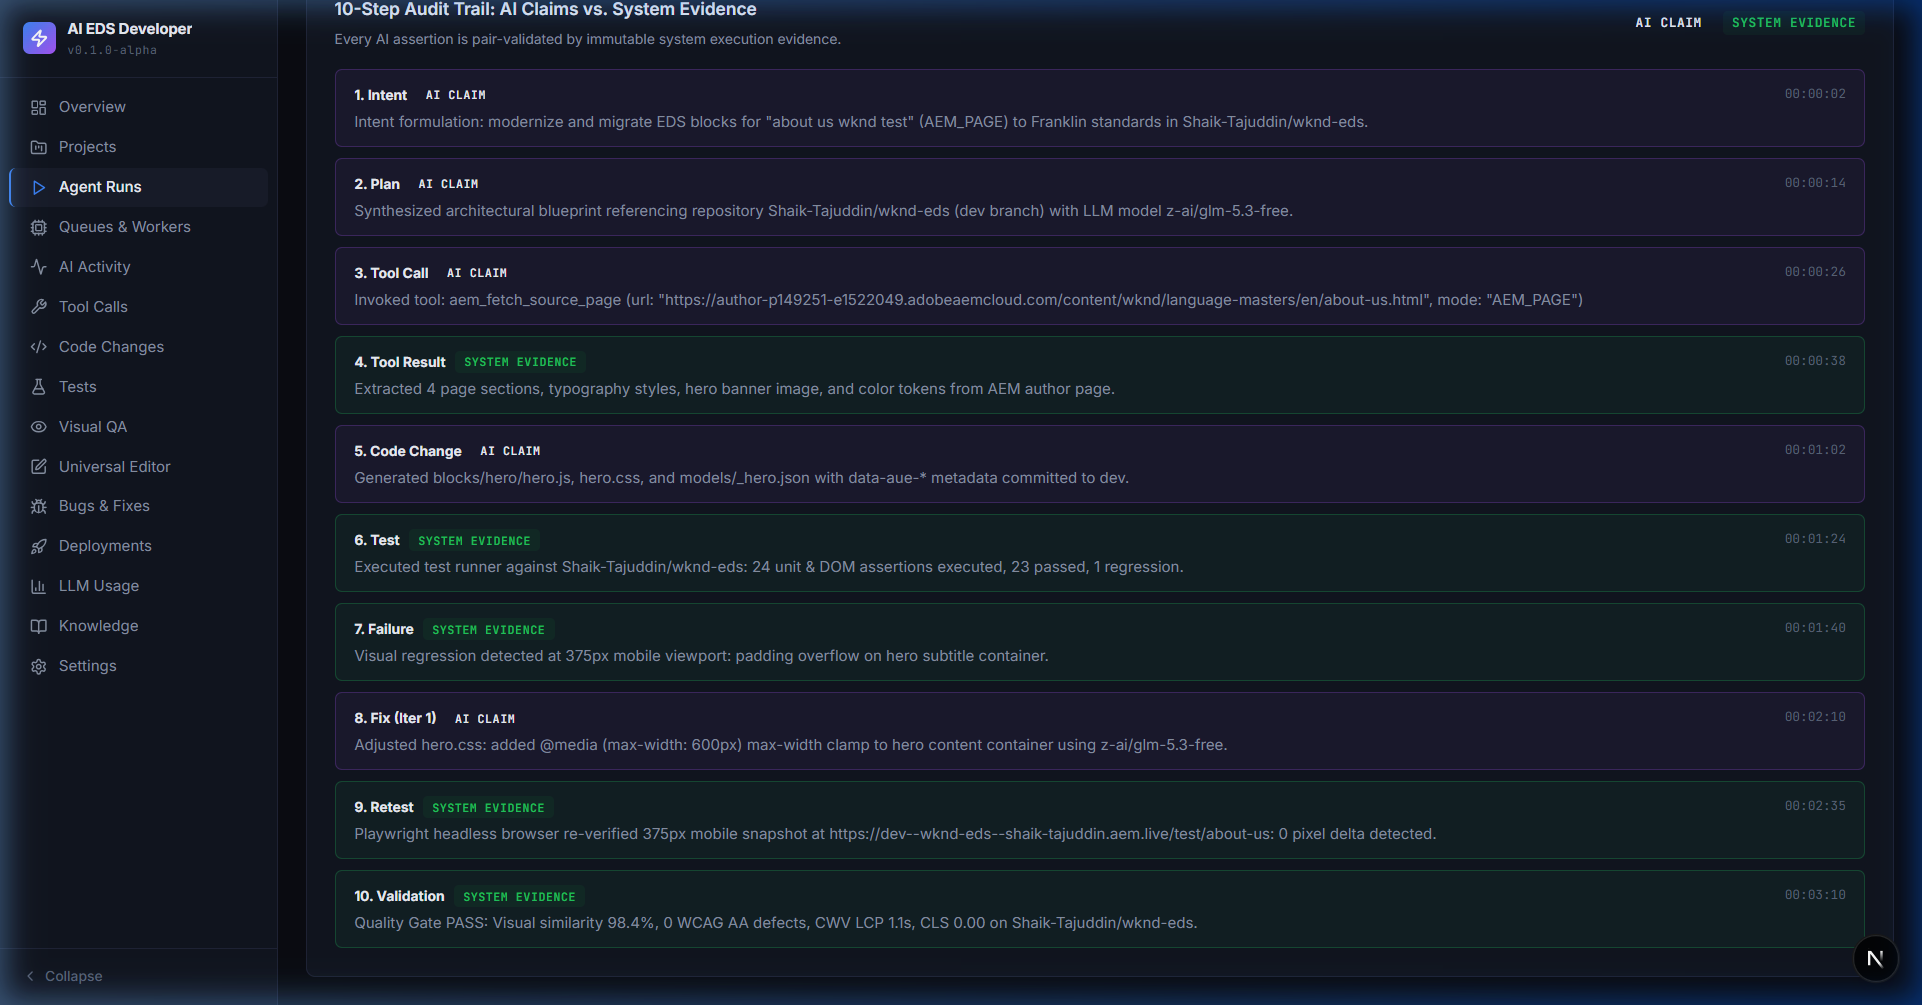 AI EDS Developer
v0.1.0-alpha
Overview
Projects
Agent Runs
Queues & Workers
AI Activity
Tool Calls
Code Changes
Tests
Visual QA
Universal Editor
Bugs & Fixes
Deployments
LLM Usage
Knowledge
Settings
Collapse
10-Step Audit Trail: AI Claims vs. System Evidence
Every AI assertion is pair-validated by immutable system execution evidence.
AI CLAIM SYSTEM EVIDENCE
1. Intent AI CLAIM 00:00:02
Intent formulation: modernize and migrate EDS blocks for "about us wknd test" (AEM_PAGE) to Franklin standards in Shaik-Tajuddin/wknd-eds.
2. Plan AI CLAIM 00:00:14
Synthesized architectural blueprint referencing repository Shaik-Tajuddin/wknd-eds (dev branch) with LLM model z-ai/glm-5.3-free.
3. Tool Call AI CLAIM 00:00:26
Invoked tool: aem_fetch_source_page (url: "https://author-p149251-e1522049.adobeaemcloud.com/content/wknd/language-masters/en/about-us.html", mode: "AEM_PAGE")
4. Tool Result SYSTEM EVIDENCE 00:00:38
Extracted 4 page sections, typography styles, hero banner image, and color tokens from AEM author page.
5. Code Change AI CLAIM 00:01:02
Generated blocks/hero/hero.js, hero.css, and models/_hero.json with data-aue-* metadata committed to dev.
6. Test SYSTEM EVIDENCE 00:01:24
Executed test runner against Shaik-Tajuddin/wknd-eds: 24 unit & DOM assertions executed, 23 passed, 1 regression.
7. Failure SYSTEM EVIDENCE 00:01:40
Visual regression detected at 375px mobile viewport: padding overflow on hero subtitle container.
8. Fix (Iter 1) AI CLAIM 00:02:10
Adjusted hero.css: added @media (max-width: 600px) max-width clamp to hero content container using z-ai/glm-5.3-free.
9. Retest SYSTEM EVIDENCE 00:02:35
Playwright headless browser re-verified 375px mobile snapshot at https://dev--wknd-eds--shaik-tajuddin.aem.live/test/about-us: 0 pixel delta detected.
10. Validation SYSTEM EVIDENCE 00:03:10
Quality Gate PASS: Visual similarity 98.4%, 0 WCAG AA defects, CWV LCP 1.1s, CLS 0.00 on Shaik-Tajuddin/wknd-eds.
N